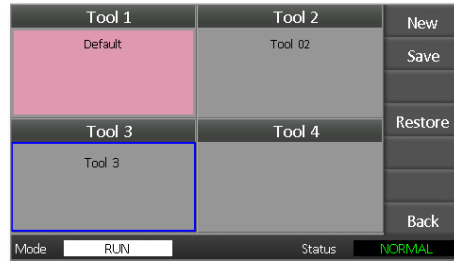 Tool 1
Default
Tool 2
Tool 02
New
Save
Tool 3
Tool 3
Tool 4
Restore
Back
Mode RUN Status NORMAL